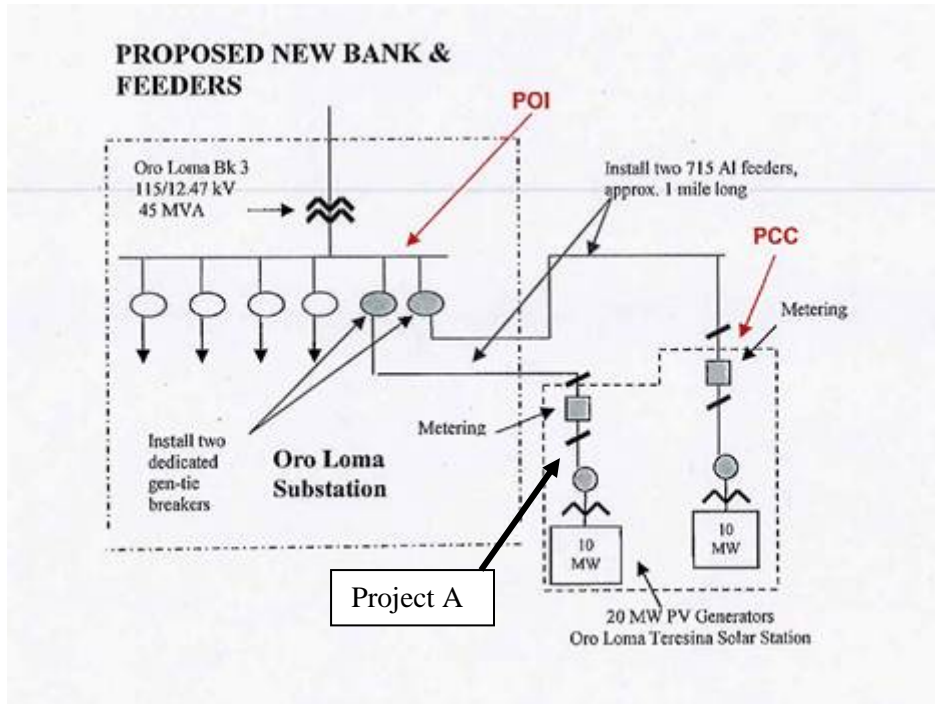 PROPOSED NEW BANK &
FEEDERS
POI
Oro Loma Bk 3
115/12.47 kV
45 MVA
Install two 715 Al feeders,
approx. 1 mile long
PCC
Metering
Metering
Install two
dedicated
gen-tie
breakers
Oro Loma
Substation
10
MW
10
MW
Project A
20 MW PV Generators
Oro Loma Teresina Solar Station